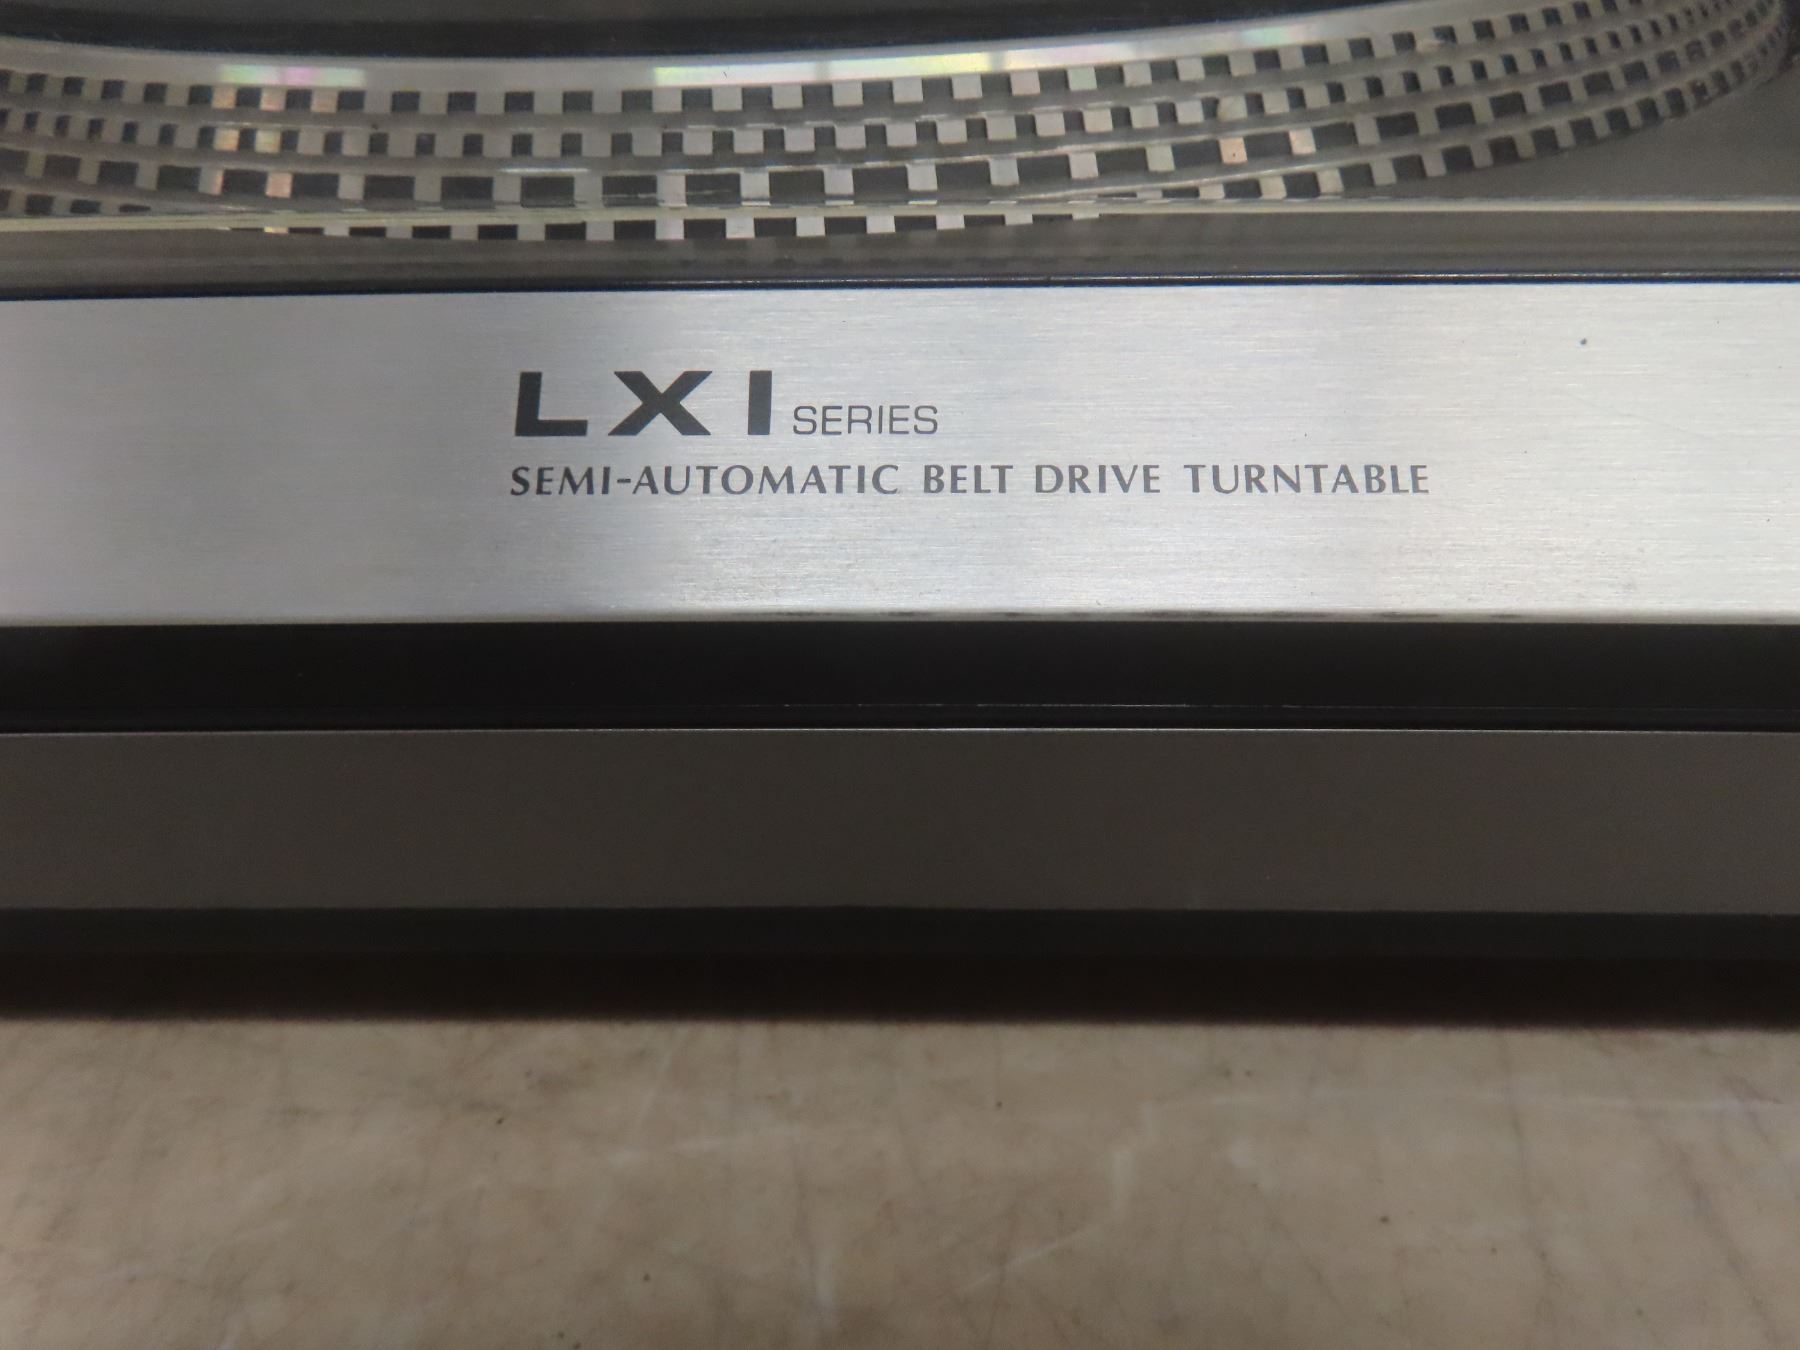 LXI SERIES
SEMI-AUTOMATIC BELT DRIVE TURNTABLE